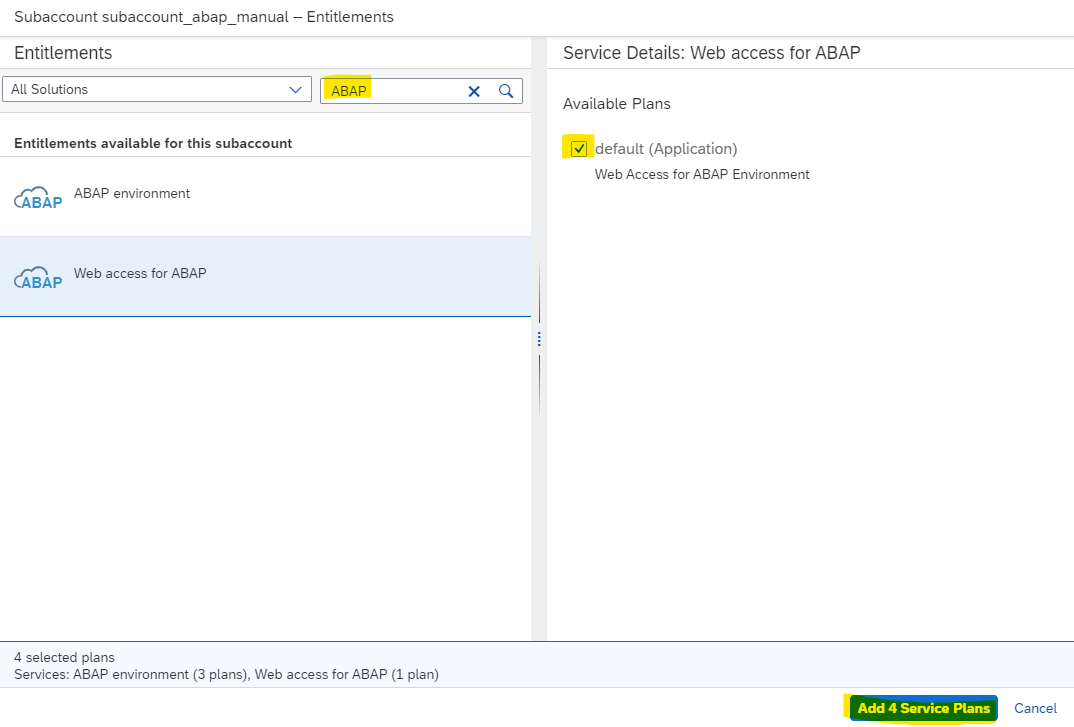 Subaccount subaccount_abap_manual – Entitlements
Entitlements
All Solutions
ABAP
Entitlements available for this subaccount
ABAP
ABAP environment
ABAP
Web access for ABAP
Service Details: Web access for ABAP
Available Plans
default (Application)
Web Access for ABAP Environment
4 selected plans
Services: ABAP environment (3 plans), Web access for ABAP (1 plan)
Add 4 Service Plans
Cancel